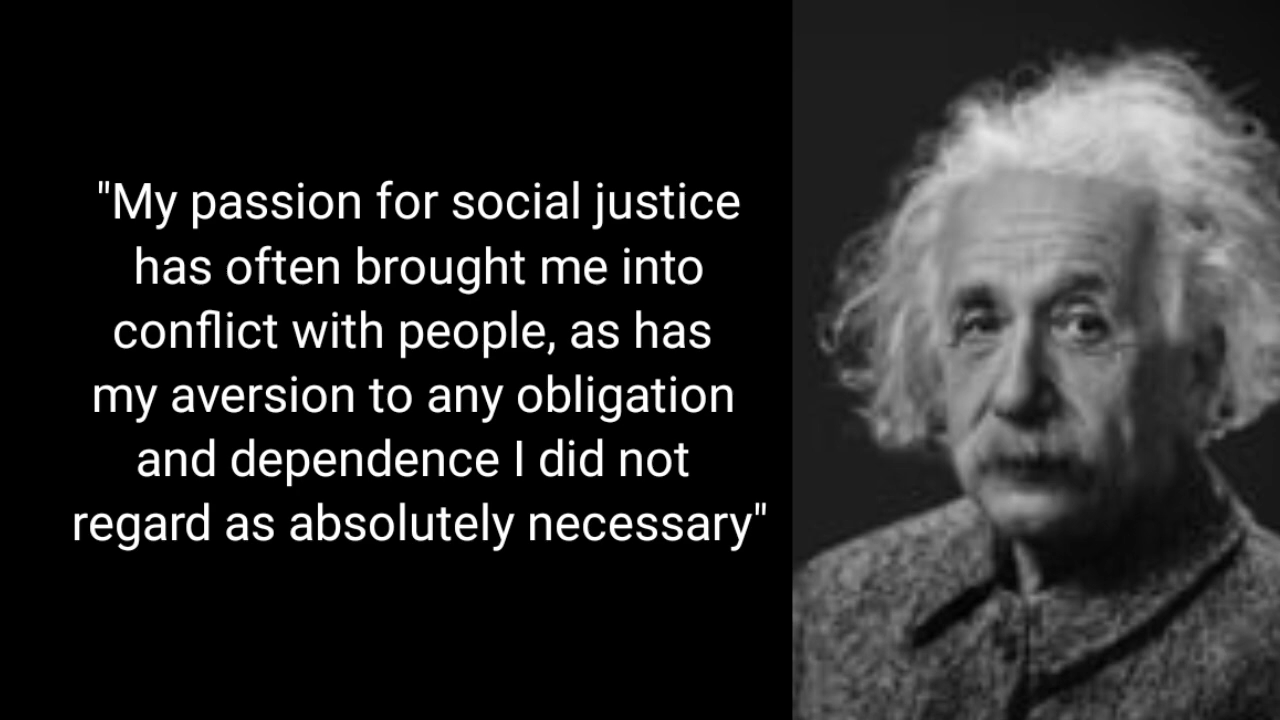 "My passion for social justice
has often brought me into
conflict with people, as has
my aversion to any obligation
and dependence I did not
regard as absolutely necessary"